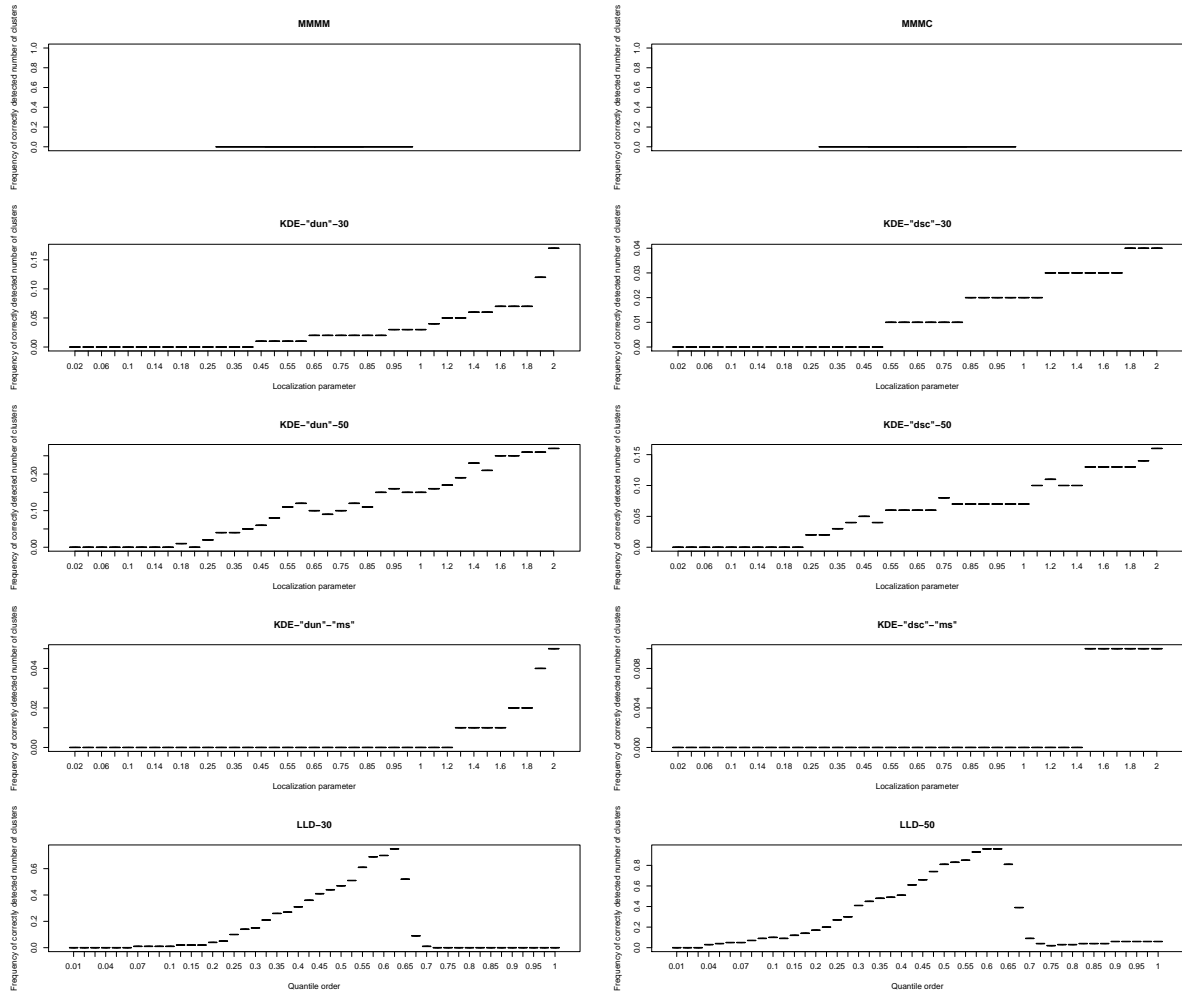 MMMM
Frequency of correctly detected number of clusters
0.0 0.2 0.4 0.6 0.8 1.0
MMMC
Frequency of correctly detected number of clusters
0.0 0.2 0.4 0.6 0.8 1.0
KDE−"dun"−30
Frequency of correctly detected number of clusters
0.00 0.05 0.10 0.15
0.02 0.06 0.1 0.14 0.18 0.25 0.35 0.45 0.55 0.65 0.75 0.85 0.95 1 1.2 1.4 1.6 1.8 2
Localization parameter
KDE−"dsc"−30
Frequency of correctly detected number of clusters
0.00 0.01 0.02 0.03 0.04
0.02 0.06 0.1 0.14 0.18 0.25 0.35 0.45 0.55 0.65 0.75 0.85 0.95 1 1.2 1.4 1.6 1.8 2
Localization parameter
KDE−"dun"−50
Frequency of correctly detected number of clusters
0.00 0.10 0.20
0.02 0.06 0.1 0.14 0.18 0.25 0.35 0.45 0.55 0.65 0.75 0.85 0.95 1 1.2 1.4 1.6 1.8 2
Localization parameter
KDE−"dsc"−50
Frequency of correctly detected number of clusters
0.00 0.05 0.10 0.15
0.02 0.06 0.1 0.14 0.18 0.25 0.35 0.45 0.55 0.65 0.75 0.85 0.95 1 1.2 1.4 1.6 1.8 2
Localization parameter
KDE−"dun"−"ms"
Frequency of correctly detected number of clusters
0.00 0.02 0.04
0.02 0.06 0.1 0.14 0.18 0.25 0.35 0.45 0.55 0.65 0.75 0.85 0.95 1 1.2 1.4 1.6 1.8 2
Localization parameter
KDE−"dsc"−"ms"
Frequency of correctly detected number of clusters
0.000 0.004 0.008
0.02 0.06 0.1 0.14 0.18 0.25 0.35 0.45 0.55 0.65 0.75 0.85 0.95 1 1.2 1.4 1.6 1.8 2
Localization parameter
LLD−30
Frequency of correctly detected number of clusters
0.0 0.2 0.4 0.6
0.01 0.04 0.07 0.1 0.15 0.2 0.25 0.3 0.35 0.4 0.45 0.5 0.55 0.6 0.65 0.7 0.75 0.8 0.85 0.9 0.95 1
Quantile order
LLD−50
Frequency of correctly detected number of clusters
0.0 0.2 0.4 0.6 0.8
0.01 0.04 0.07 0.1 0.15 0.2 0.25 0.3 0.35 0.4 0.45 0.5 0.55 0.6 0.65 0.7 0.75 0.8 0.85 0.9 0.95 1
Quantile order